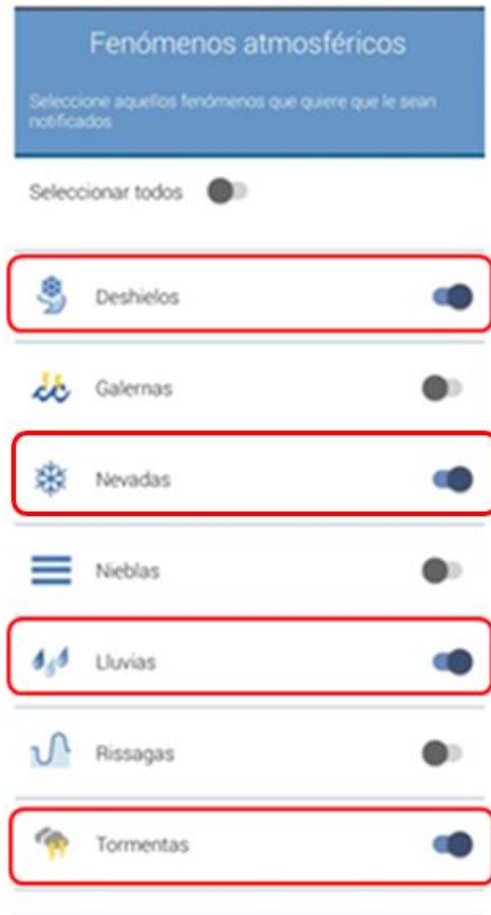 Fenómenos atmosféricos
Seleccione aquellos fenómenos que quiere que le sean
notificados
Seleccionar todos
Deshielos
Galernas
Nevadas
Nieblas
Lluvias
Rissagas
Tormentas